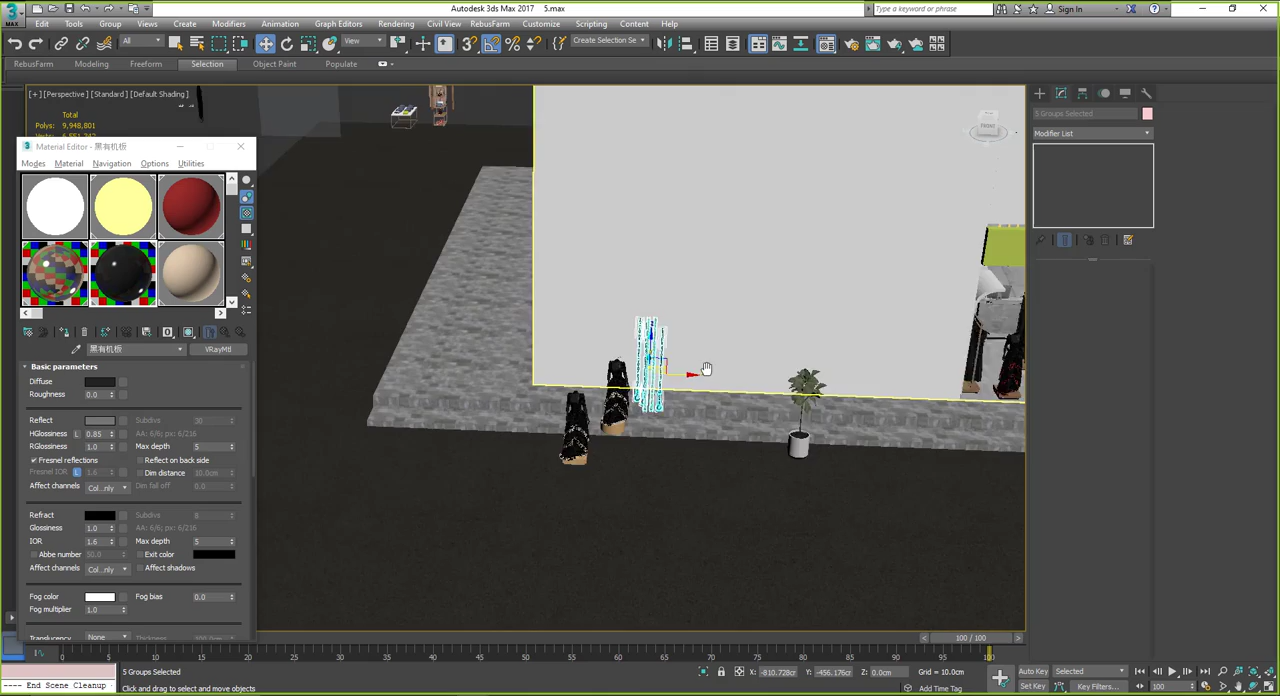 Autodesk 3ds Max 2017    5.max
Type a keyword or phrase
Sign In
Edit Tools Group Views Create Modifiers Animation Graph Editors Rendering Civil View RebusFarm Customize Scripting Content Help
All
View
Create Selection Se
RebusFarm Modeling Freeform Selection Object Paint Populate
[+] [Perspective] [Standard] [Default Shading]
Total
Polys: 9,948,801
FRONT
5 Groups Selected
Modifier List
Material Editor - 黑有机板
Modes Material Navigation Options Utilities
黑有机板
VRayMtl
Basic parameters
Diffuse
Roughness 0.0
Reflect Subdivs 30
HGlossiness L 0.85 AA: 6/6; px: 6/216
RGlossiness 1.0 Max depth 5
Fresnel reflections Reflect on back side
Fresnel IOR L 1.6 Dim distance 10.0cm
Affect channels Col...nly Dim fall off 0.0
Refract Subdivs 8
Glossiness 1.0 AA: 6/6; px: 6/216
IOR 1.6 Max depth 5
Abbe number 50.0 Exit color
Affect channels Col...nly Affect shadows
Fog color Fog bias 0.0
Fog multiplier 1.0
Translucency None Thickness
100 / 100
0 5 10 15 20 25 30 35 40 45 50 55 60 65 70 75 80 85 90 95 100
5 Groups Selected
X: -810.728cr Y: -456.176cr Z: 0.0cm Grid = 10.0cm
Auto Key Selected
---- End Scene Cleanup
Click and drag to select and move objects
Add Time Tag
Set Key Key Filters... 100